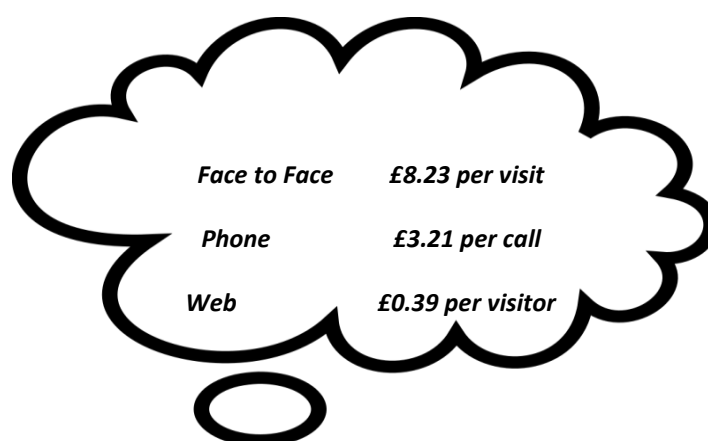 Face to Face £8.23 per visit
Phone £3.21 per call
Web £0.39 per visitor